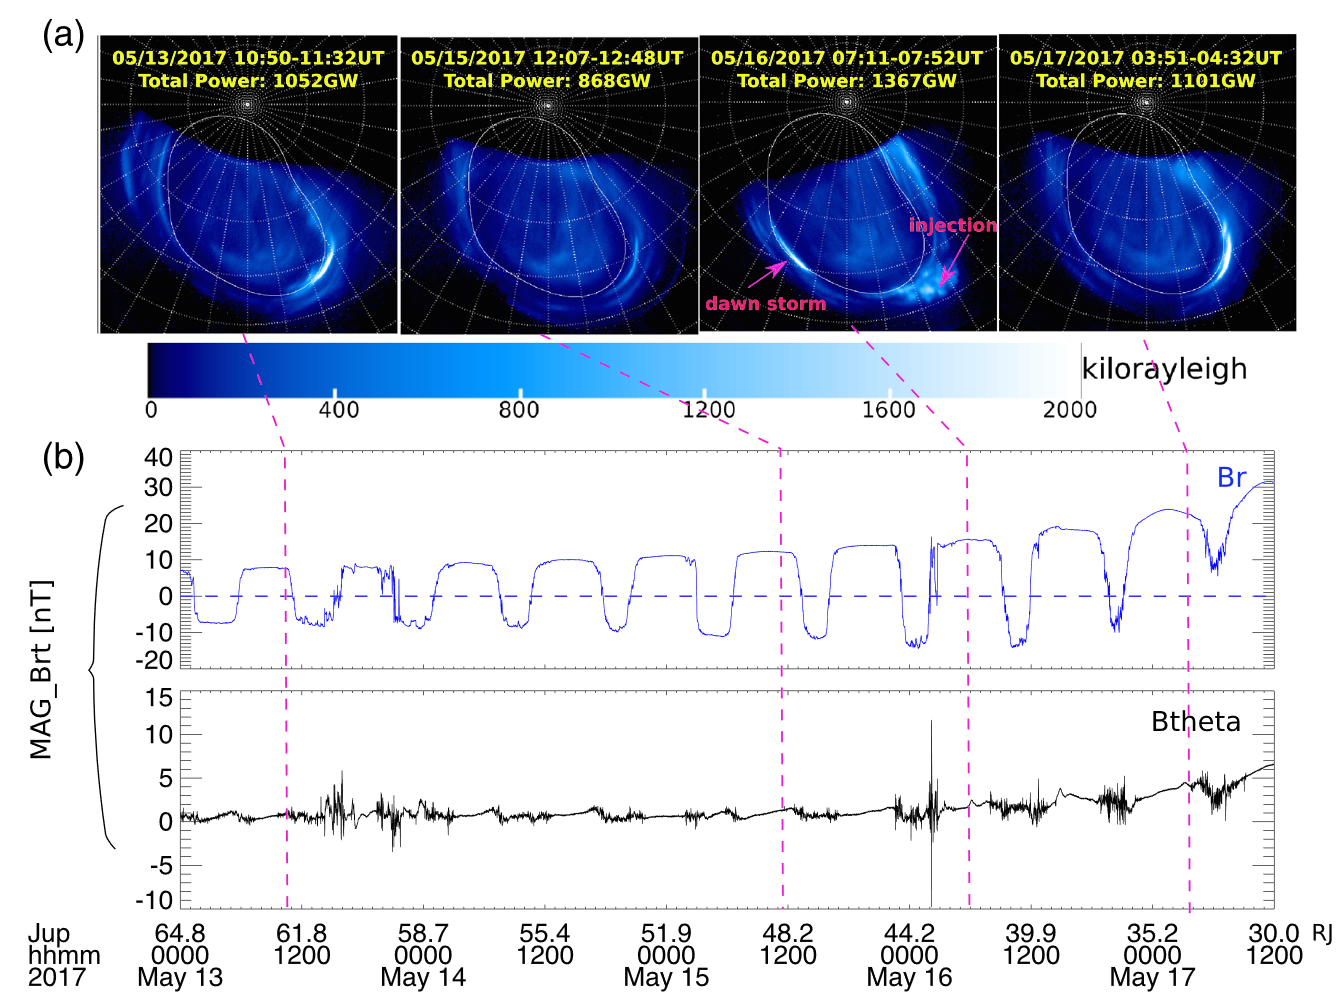 (a)
05/13/2017 10:50-11:32UT
Total Power: 1052GW
05/15/2017 12:07-12:48UT
Total Power: 868GW
05/16/2017 07:11-07:52UT
Total Power: 1367GW
05/17/2017 03:51-04:32UT
Total Power: 1101GW
injection
dawn storm
kilorayleigh
0 400 800 1200 1600 2000
(b)
MAG_Brt [nT]
40
30
20
10
0
-10
-20
Br
15
10
5
0
-5
-10
Btheta
Jup 64.8 61.8 58.7 55.4 51.9 48.2 44.2 39.9 35.2 30.0 RJ
hhmm 0000 1200 0000 1200 0000 1200 0000 1200 0000 1200
2017 May 13 May 14 May 15 May 16 May 17